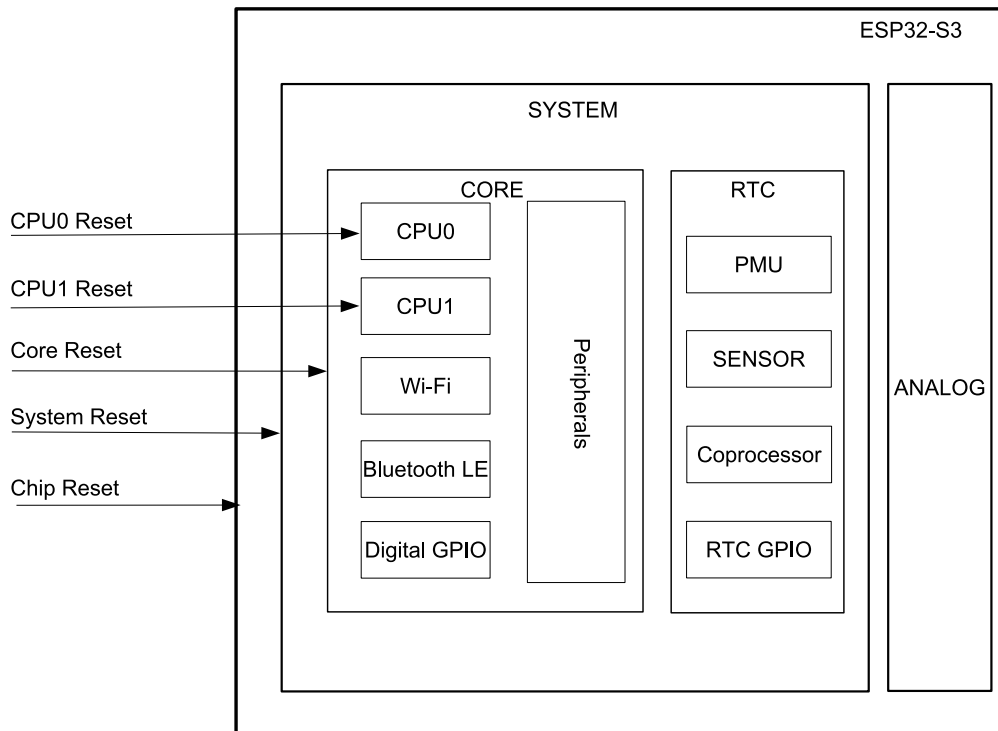 ESP32-S3
SYSTEM
CORE
RTC
CPU0 Reset
CPU0
PMU
CPU1 Reset
CPU1
Core Reset
Wi-Fi
Peripherals
SENSOR
ANALOG
System Reset
Bluetooth LE
Coprocessor
Chip Reset
Digital GPIO
RTC GPIO